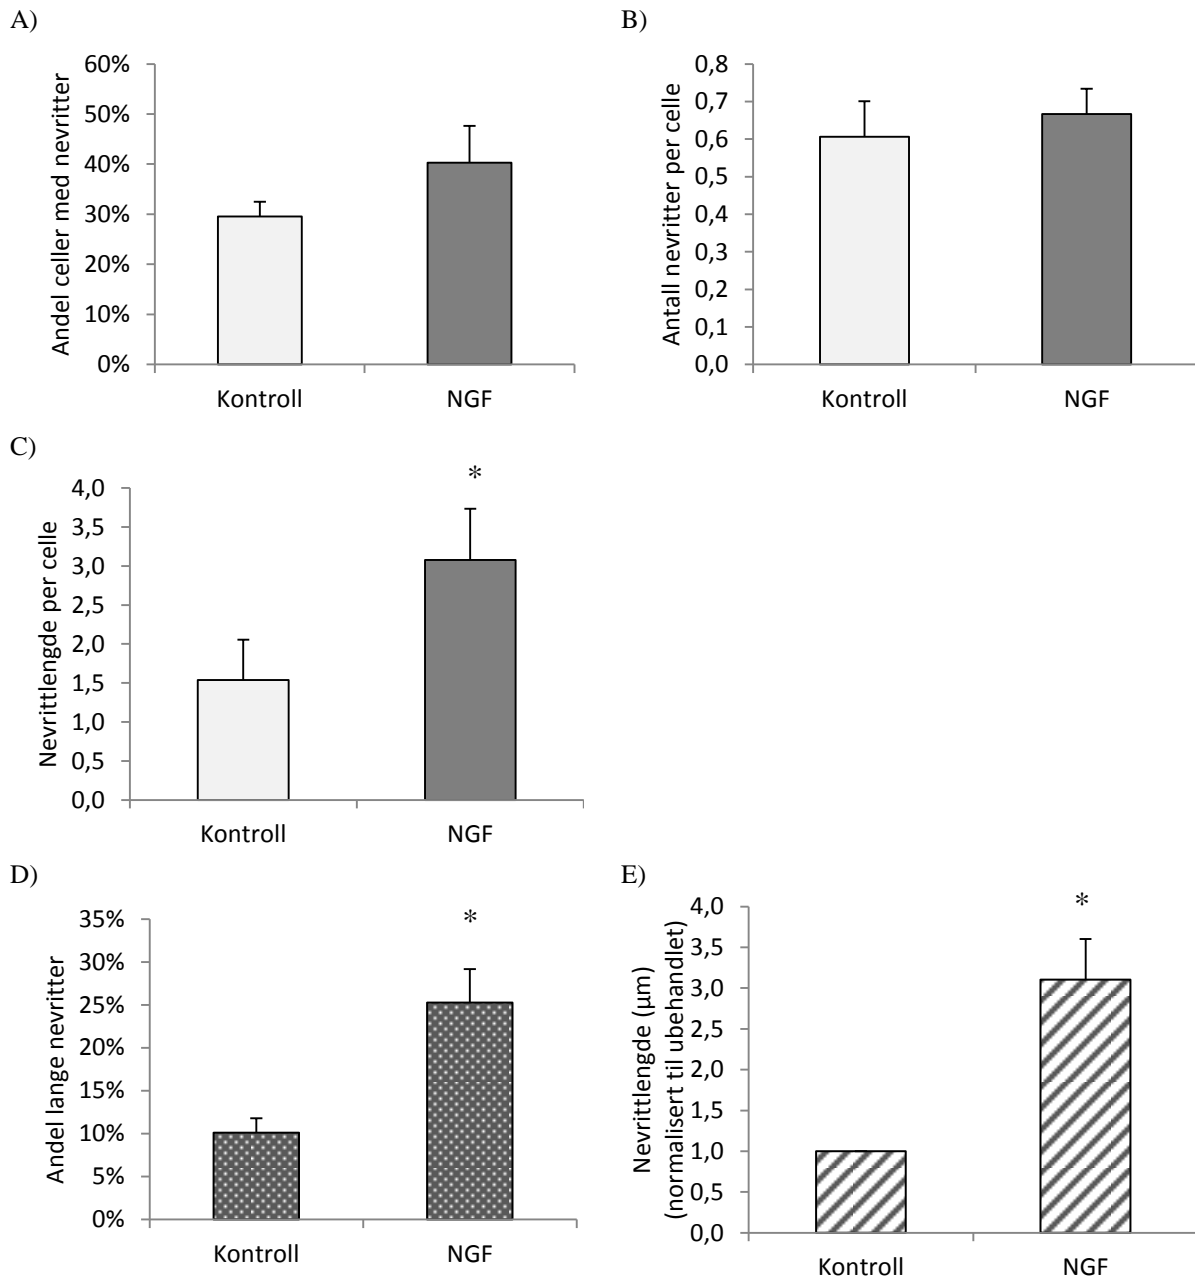 A)
Andel celler med nevritter
60%
50%
40%
30%
20%
10%
0%
Kontroll NGF
B)
Antall nevritter per celle
0,8
0,7
0,6
0,5
0,4
0,3
0,2
0,1
0,0
Kontroll NGF
C)
Nevrittlengde per celle
4,0
3,5
3,0
2,5
2,0
1,5
1,0
0,5
0,0
*
Kontroll NGF
D)
Andel lange nevritter
35%
30%
25%
20%
15%
10%
5%
0%
*
Kontroll NGF
E)
Nevrittlengde (µm)
(normalisert til ubehandlet)
4,0
3,5
3,0
2,5
2,0
1,5
1,0
0,5
0,0
*
Kontroll NGF